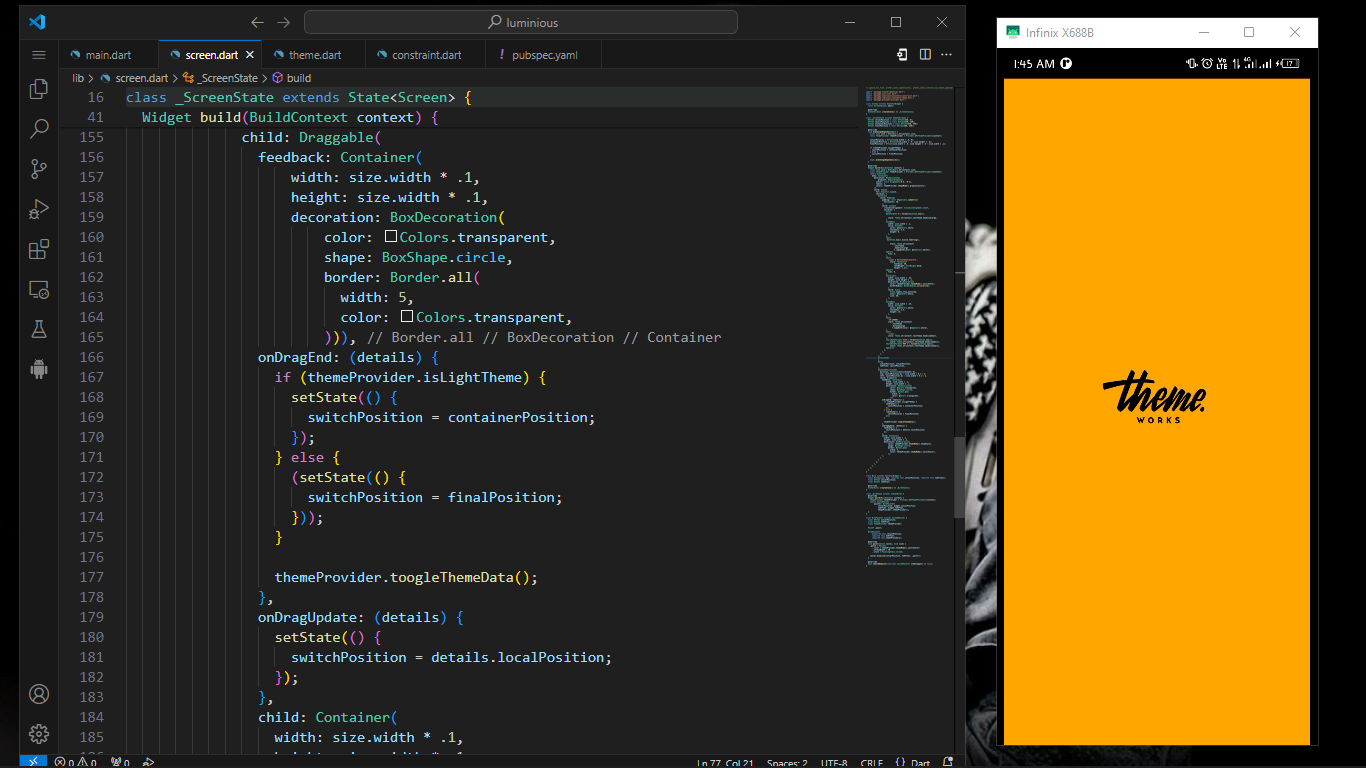 luminious
main.dart
screen.dart
theme.dart
constraint.dart
! pubspec.yaml
lib > screen.dart > _ScreenState > build
16 class _ScreenState extends State<Screen> {
41 Widget build(BuildContext context) {
155 child: Draggable(
156 feedback: Container(
157 width: size.width * .1,
158 height: size.width * .1,
159 decoration: BoxDecoration(
160 color: Colors.transparent,
161 shape: BoxShape.circle,
162 border: Border.all(
163 width: 5,
164 color: Colors.transparent,
165 ))), // Border.all // BoxDecoration // Container
166 onDragEnd: (details) {
167 if (themeProvider.isLightTheme) {
168 setState(() {
169 switchPosition = containerPosition;
170 });
171 } else {
172 (setState(() {
173 switchPosition = finalPosition;
174 }));
175 }
176
177 themeProvider.toogleThemeData();
178 },
179 onDragUpdate: (details) {
180 setState(() {
181 switchPosition = details.localPosition;
182 });
183 },
184 child: Container(
185 width: size.width * .1,
0 0 0
Ln 77, Col 21 Spaces: 2 UTF-8 CRLF {} Dart
Infinix X688B
1:45 AM
17
theme.
WORKS